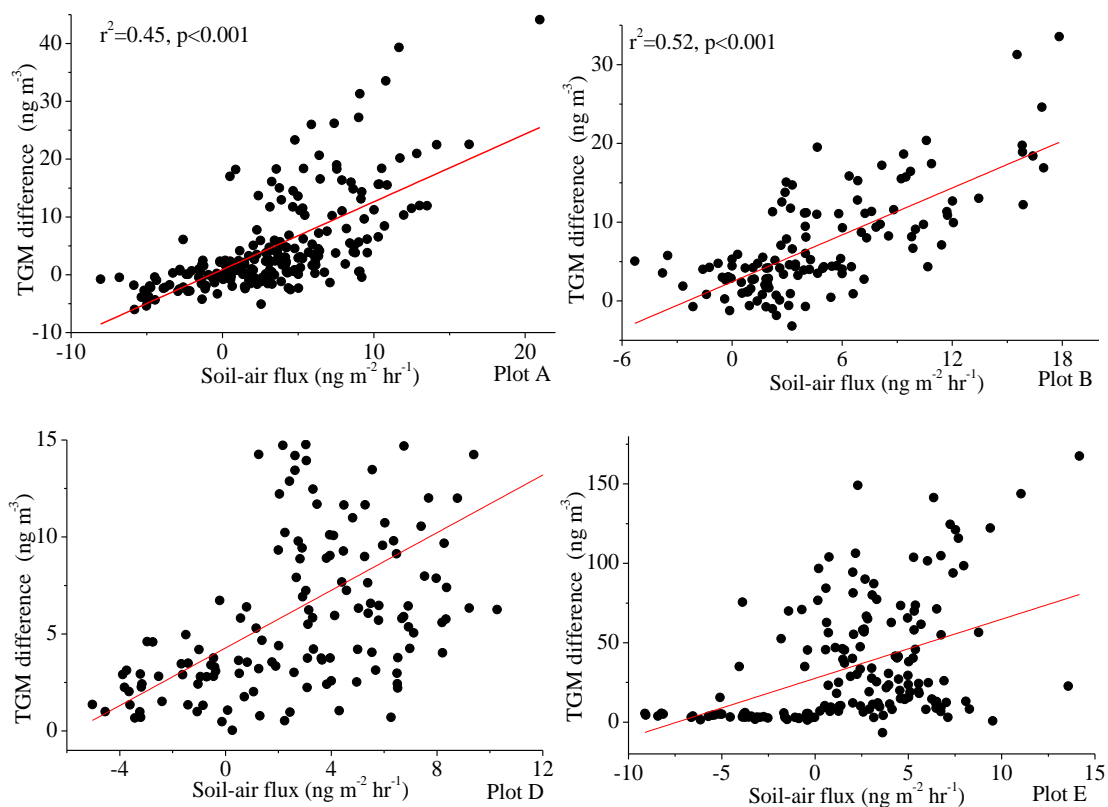 r²=0.45, p<0.001
TGM difference (ng m⁻³)
40
30
20
10
0
-10
-10
0
10
20
Soil-air flux (ng m⁻² hr⁻¹)
Plot A
r²=0.52, p<0.001
TGM difference (ng m⁻³)
30
20
10
0
-6
0
6
12
18
Soil-air flux (ng m⁻² hr⁻¹)
Plot B
TGM difference (ng m⁻³)
15
10
5
0
-4
0
4
8
12
Soil-air flux (ng m⁻² hr⁻¹)
Plot D
TGM difference (ng m⁻³)
150
100
50
0
-10
-5
0
5
10
15
Soil-air flux (ng m⁻² hr⁻¹)
Plot E